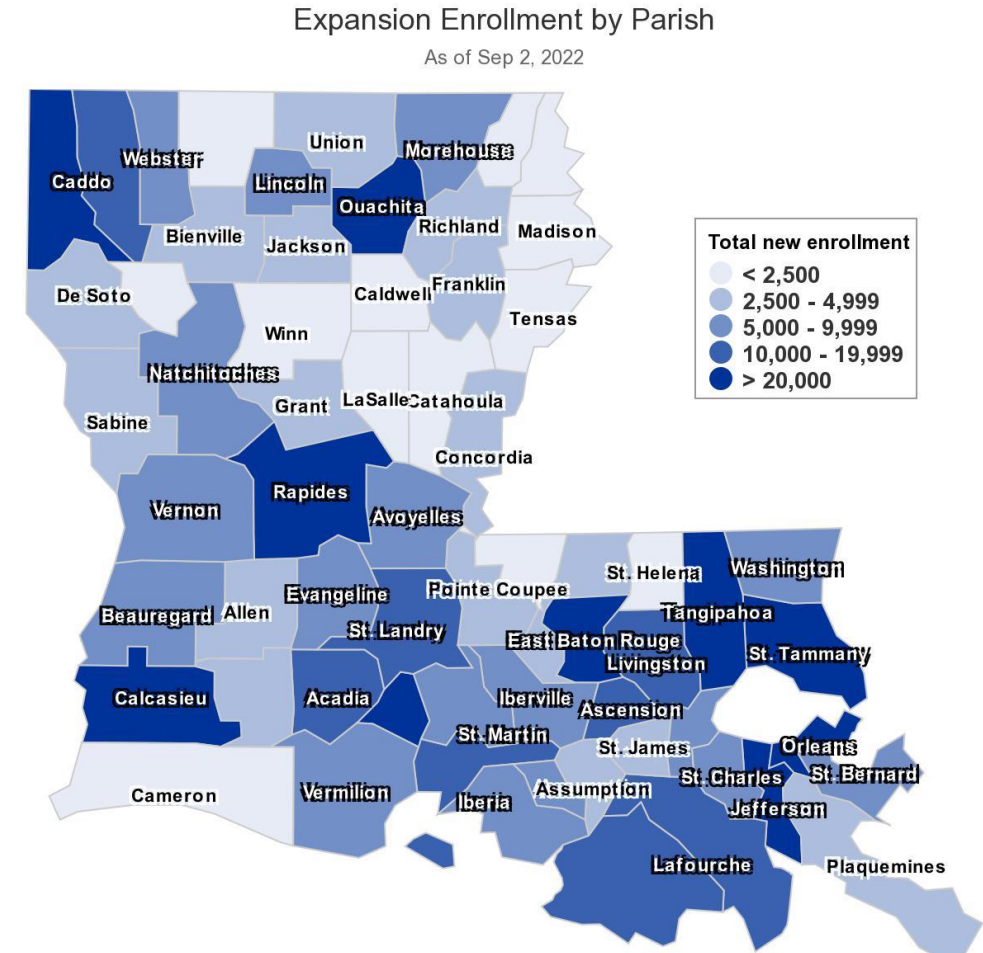 Expansion Enrollment by Parish
As of Sep 2, 2022
Union
Morehouse
Webster
Caddo
Lincoln
Ouachita
Richland
Madison
Bienville
Jackson
De Soto
Caldwell
Franklin
Tensas
Winn
Natchitoches
Grant
LaSalle
Catahoula
Sabine
Concordia
Rapides
Vernon
Avoyelles
Washington
St. Helena
Pointe Coupee
Evangeline
Beauregard
Allen
Tangipahoa
St. Landry
East Baton Rouge
St. Tammany
Livingston
Calcasieu
Acadia
Iberville
Ascension
St. Martin
St. James
Orleans
St. Charles
St. Bernard
Cameron
Vermilion
Iberia
Assumption
Jefferson
Lafourche
Plaquemines
Total new enrollment
< 2,500
2,500 - 4,999
5,000 - 9,999
10,000 - 19,999
> 20,000